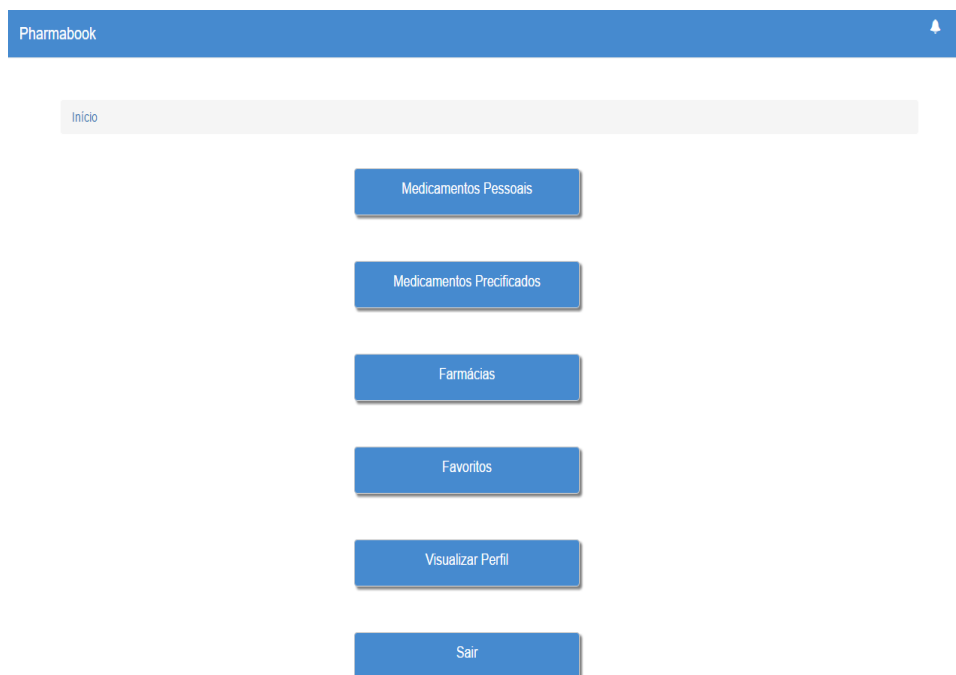 Pharmabook
Início
Medicamentos Pessoais
Medicamentos Precificados
Farmácias
Favoritos
Visualizar Perfil
Sair